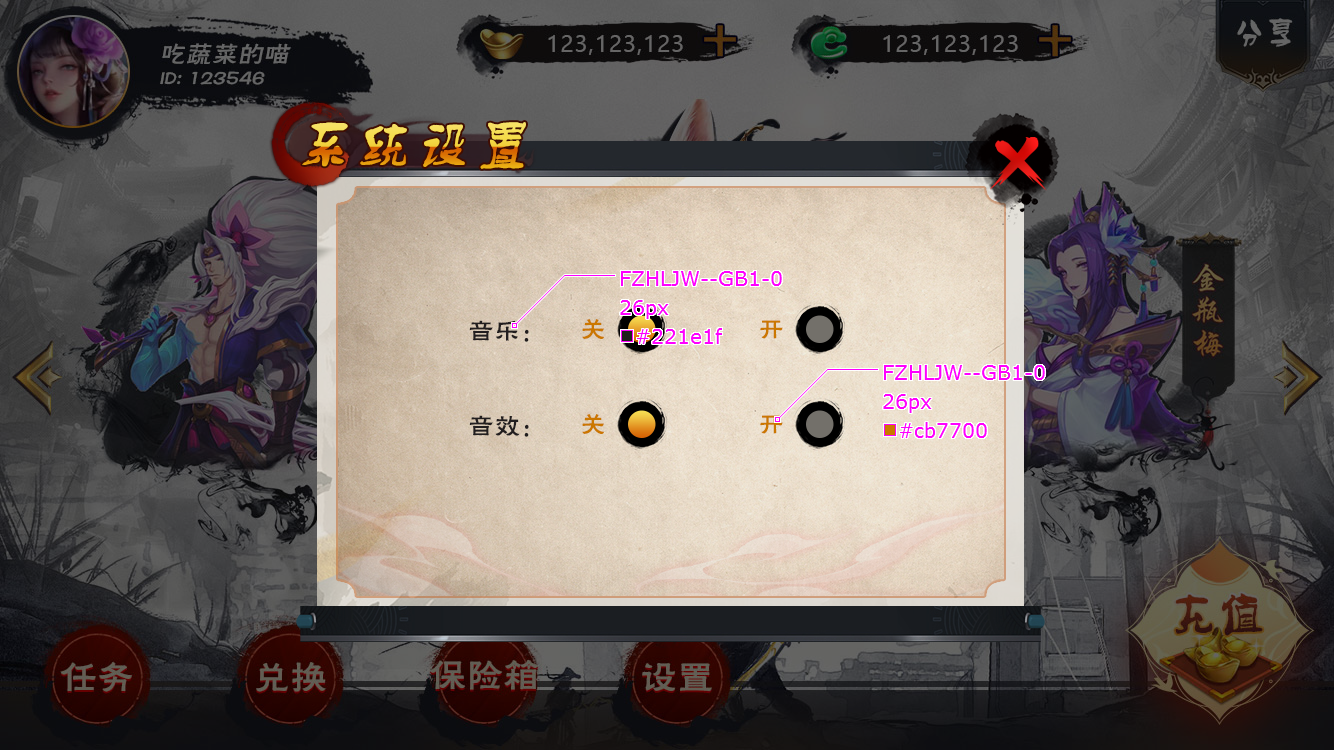 吃蔬菜的喵
ID: 123546
123,123,123
123,123,123
分享
系统设置
FZHLJW--GB1-0
26px
#221e1f
音乐:
关
开
FZHLJW--GB1-0
26px
#cb7700
音效:
关
开
金瓶梅
充值
任务
兑换
保险箱
设置